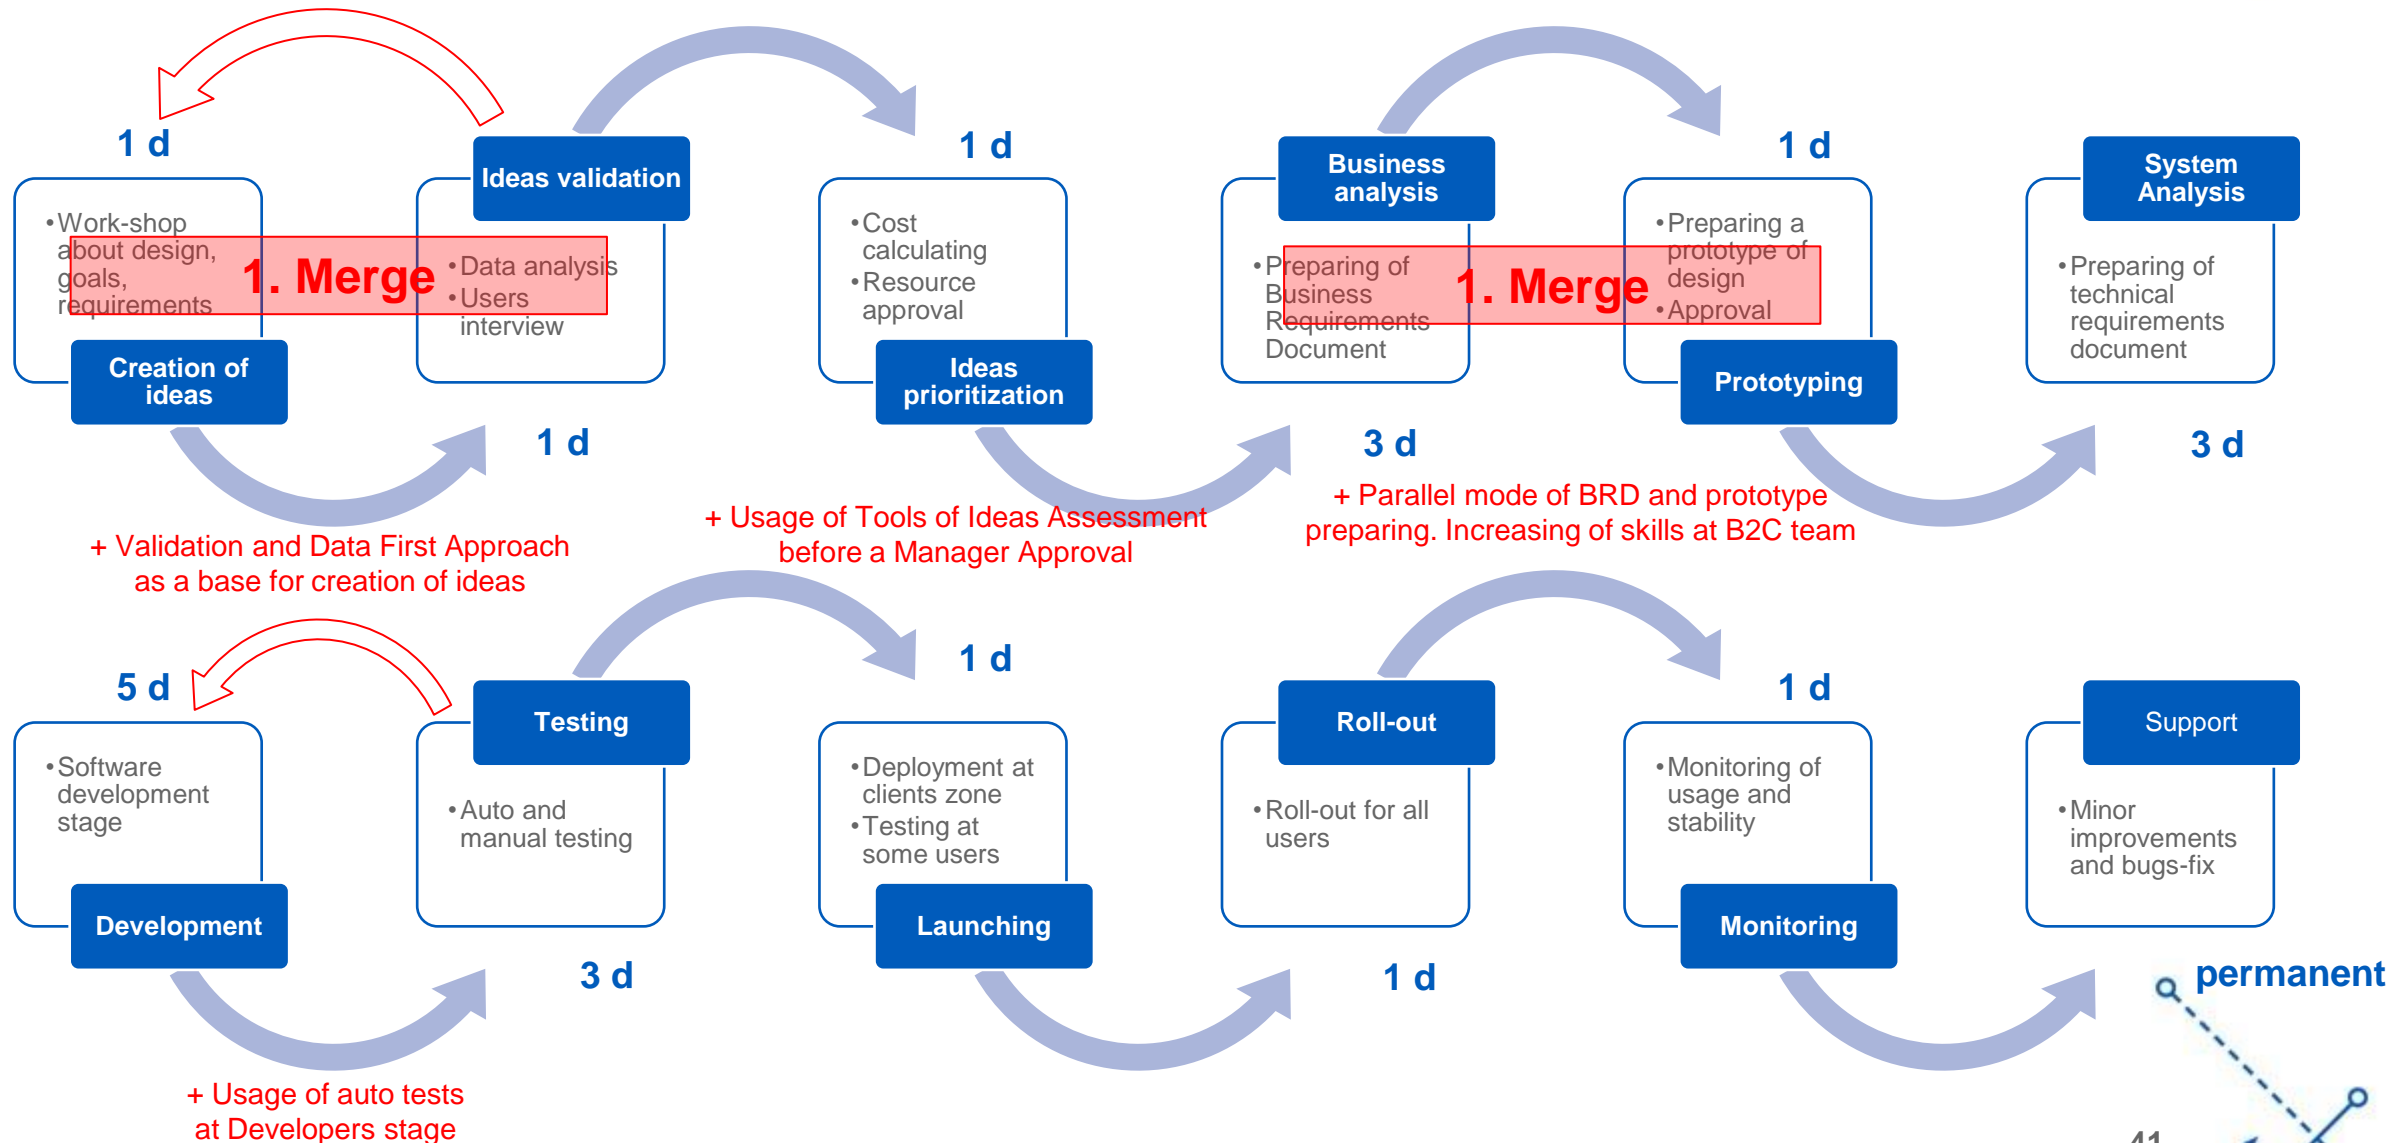 1 d
•Work-shop
about design,
goals,
requirements
Creation of
ideas
1. Merge
Ideas validation
•Data analysis
•Users
interview
1 d
+ Validation and Data First Approach
as a base for creation of ideas
1 d
•Cost
calculating
•Resource
approval
Ideas
prioritization
+ Usage of Tools of Ideas Assessment
before a Manager Approval
Business
analysis
•Preparing of
Business
Requirements
Document
3 d
1. Merge
1 d
•Preparing a
prototype of
design
•Approval
Prototyping
+ Parallel mode of BRD and prototype
preparing. Increasing of skills at B2C team
System
Analysis
•Preparing of
technical
requirements
document
3 d
5 d
•Software
development
stage
Development
Testing
•Auto and
manual testing
3 d
+ Usage of auto tests
at Developers stage
1 d
•Deployment at
clients zone
•Testing at
some users
Launching
Roll-out
•Roll-out for all
users
1 d
1 d
•Monitoring of
usage and
stability
Monitoring
Support
•Minor
improvements
and bugs-fix
permanent
41